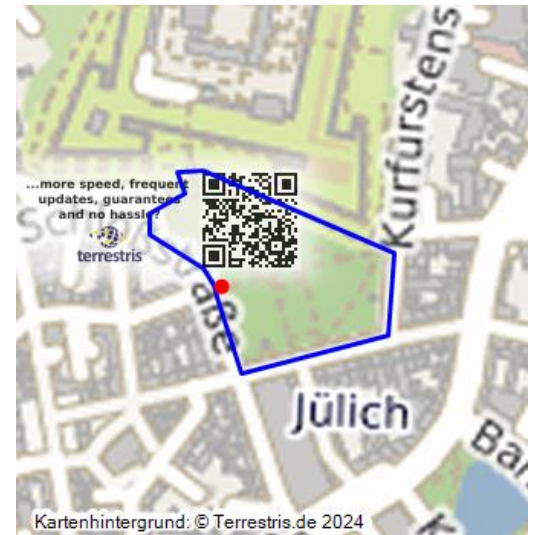 Kurfürstens
...more speed, frequent
updates, guarantees
and no hassle?
terrestris
aße
Jülich
Ba
K
Kartenhintergrund: © Terrestris.de 2024